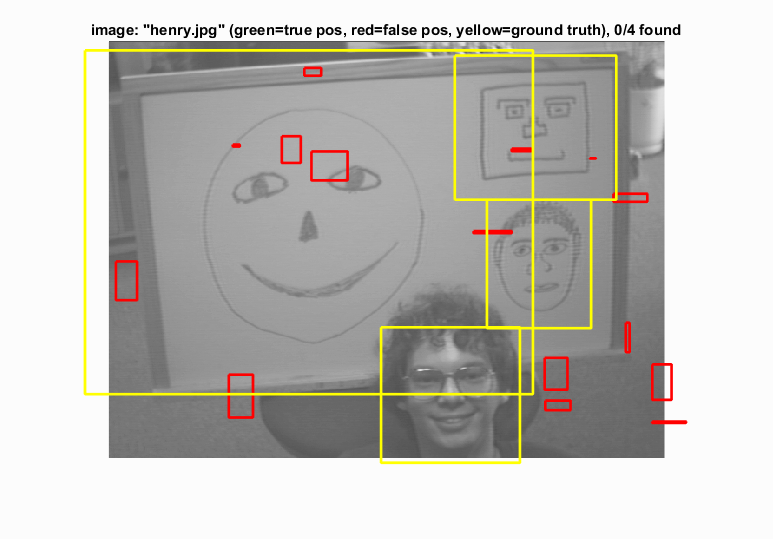 image: "henry.jpg" (green=true pos, red=false pos, yellow=ground truth), 0/4 found